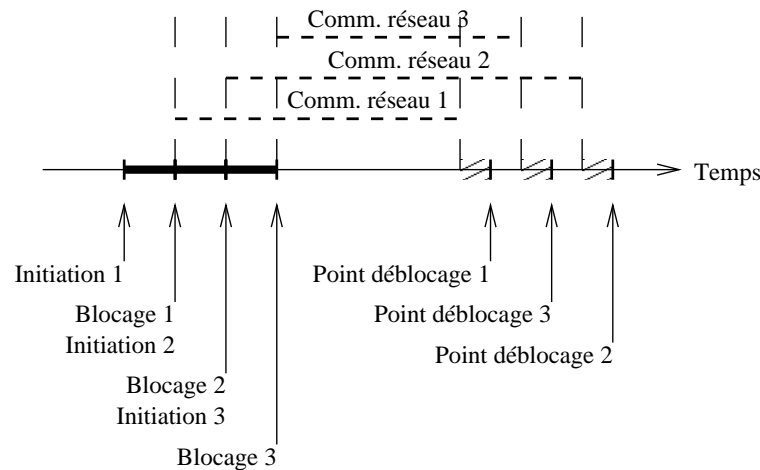 Comm. réseau 3
Comm. réseau 2
Comm. réseau 1
Temps
Initiation 1
Point déblocage 1
Blocage 1
Point déblocage 3
Initiation 2
Point déblocage 2
Blocage 2
Initiation 3
Blocage 3